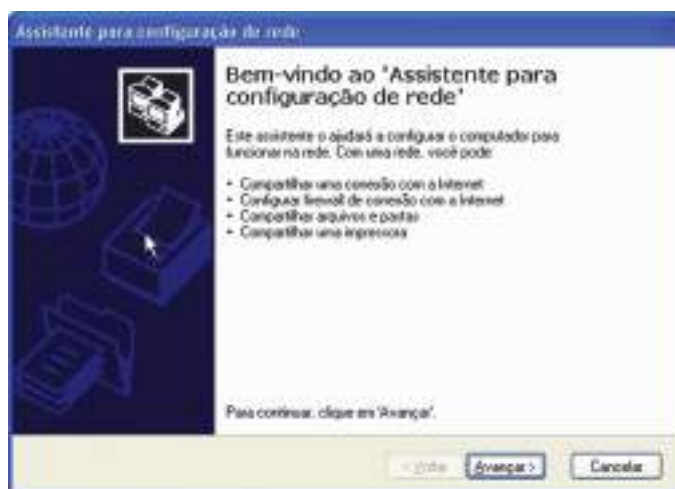 Assistente para configuração de rede
Bem-vindo ao "Assistente para
configuração de rede"
Este assistente o ajudará a configurar o computador para
funcionar na rede. Com uma rede, você pode:
• Compartilhar uma conexão com a Internet
• Configurar firewall de conexão com a Internet
• Compartilhar arquivos e pastas
• Compartilhar uma impressora
Para continuar, clique em 'Avançar'.
< Voltar Avançar > Cancelar